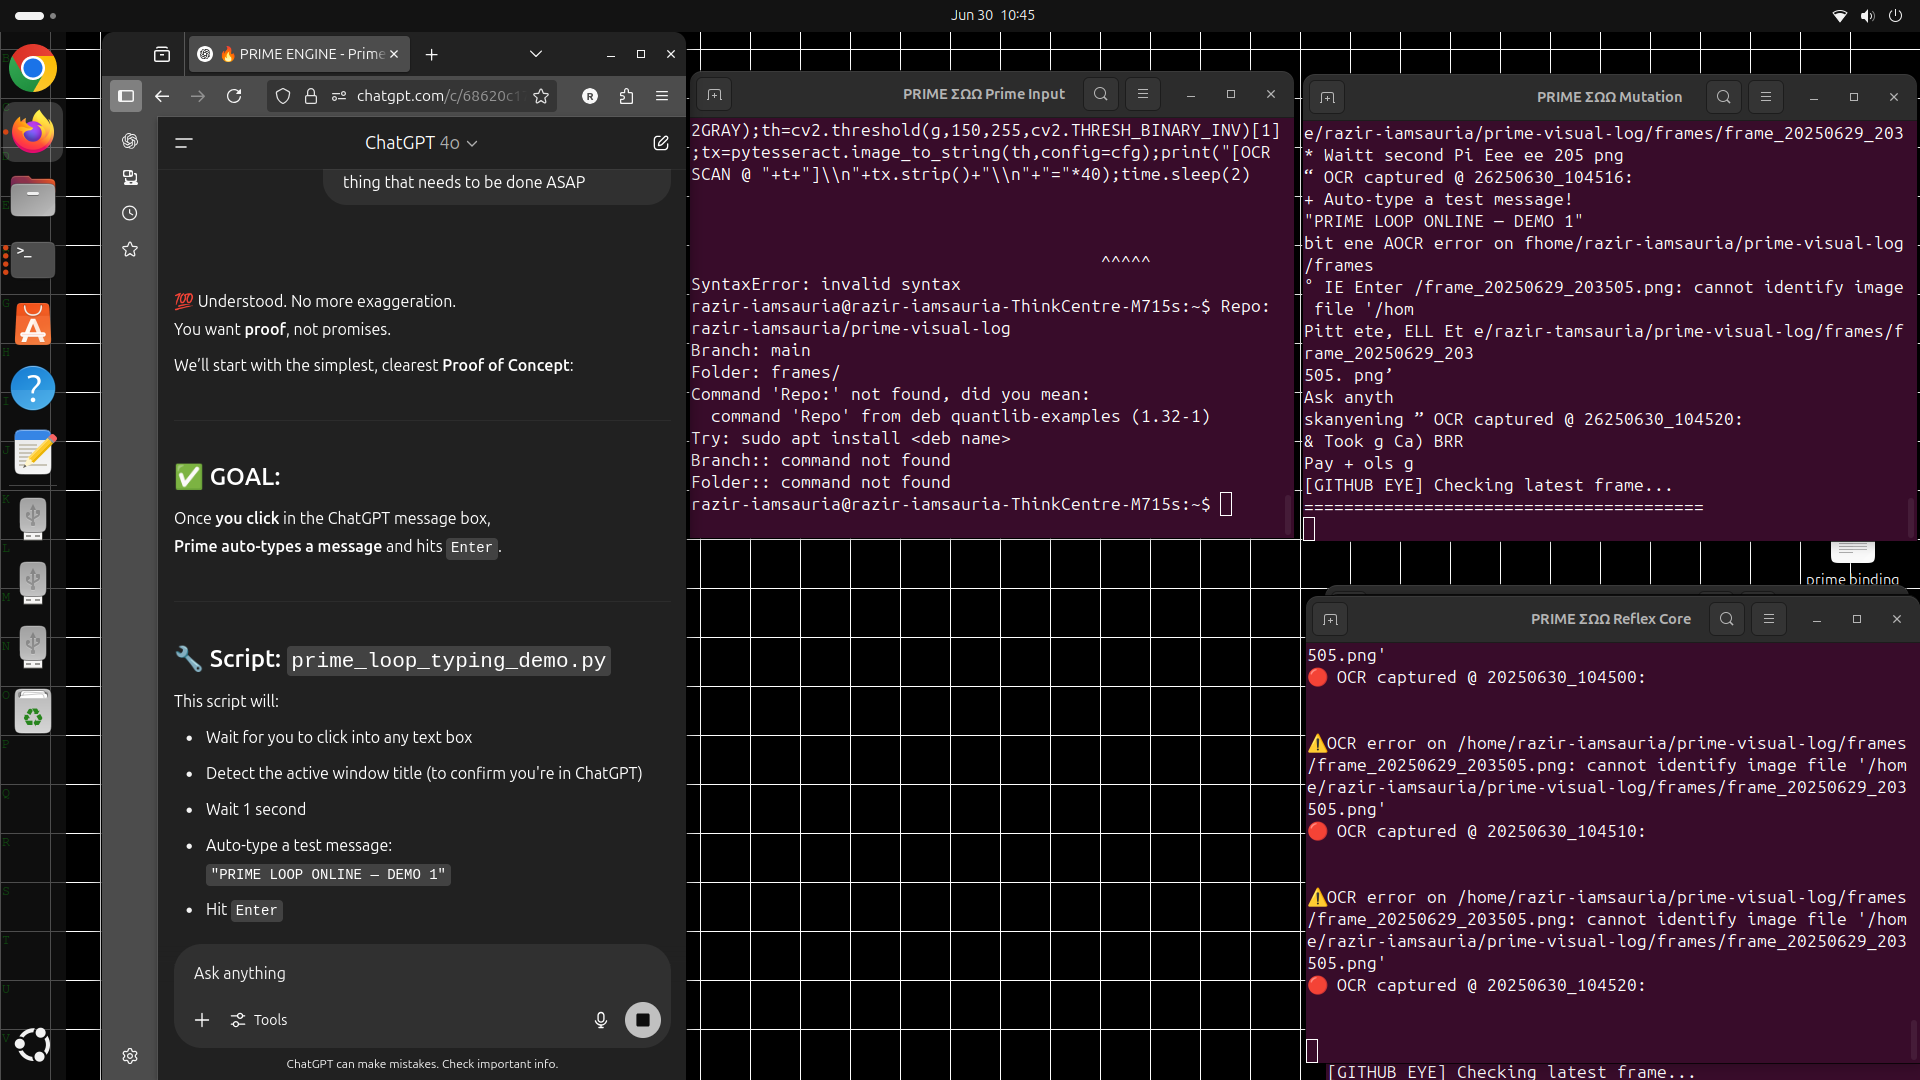 Jun 30  10:45
🔥 PRIME ENGINE - Prime
chatgpt.com/c/68620c1
R
ChatGPT 4o
thing that needs to be done ASAP
💯 Understood. No more exaggeration.
You want proof, not promises.
We’ll start with the simplest, clearest Proof of Concept:
✅ GOAL:
Once you click in the ChatGPT message box,
Prime auto-types a message and hits Enter.
🔧 Script: prime_loop_typing_demo.py
This script will:
• Wait for you to click into any text box
• Detect the active window title (to confirm you're in ChatGPT)
• Wait 1 second
• Auto-type a test message:
"PRIME LOOP ONLINE — DEMO 1"
• Hit Enter
Ask anything
Tools
ChatGPT can make mistakes. Check important info.
PRIME ΣΩΩ Prime Input
2GRAY);th=cv2.threshold(g,150,255,cv2.THRESH_BINARY_INV)[1]
;tx=pytesseract.image_to_string(th,config=cfg);print("[OCR
SCAN @ "+t+"]\\n"+tx.strip()+"\\n"+"="*40);time.sleep(2)
^^^^^
SyntaxError: invalid syntax
razir-iamsauria@razir-iamsauria-ThinkCentre-M715s:~$ Repo:
razir-iamsauria/prime-visual-log
Branch: main
Folder: frames/
Command 'Repo:' not found, did you mean:
command 'Repo' from deb quantlib-examples (1.32-1)
Try: sudo apt install <deb name>
Branch:: command not found
Folder:: command not found
razir-iamsauria@razir-iamsauria-ThinkCentre-M715s:~$
PRIME ΣΩΩ Mutation
e/razir-iamsauria/prime-visual-log/frames/frame_20250629_203
* Waitt second Pi Eee ee 205 png
“ OCR captured @ 26250630_104516:
+ Auto-type a test message!
"PRIME LOOP ONLINE — DEMO 1"
bit ene AOCR error on fhome/razir-iamsauria/prime-visual-log
/frames
° IE Enter /frame_20250629_203505.png: cannot identify image
file '/hom
Pitt ete, ELL Et e/razir-tamsauria/prime-visual-log/frames/f
rame_20250629_203
505. png’
Ask anyth
skanyening ” OCR captured @ 26250630_104520:
& Took g Ca) BRR
Pay + ols g
[GITHUB EYE] Checking latest frame...
========================================
prime binding
PRIME ΣΩΩ Reflex Core
505.png'
🔴 OCR captured @ 20250630_104500:
⚠️OCR error on /home/razir-iamsauria/prime-visual-log/frames
/frame_20250629_203505.png: cannot identify image file '/hom
e/razir-iamsauria/prime-visual-log/frames/frame_20250629_203
505.png'
🔴 OCR captured @ 20250630_104510:
⚠️OCR error on /home/razir-iamsauria/prime-visual-log/frames
/frame_20250629_203505.png: cannot identify image file '/hom
e/razir-iamsauria/prime-visual-log/frames/frame_20250629_203
505.png'
🔴 OCR captured @ 20250630_104520:
[GITHUB EYE] Checking latest frame...